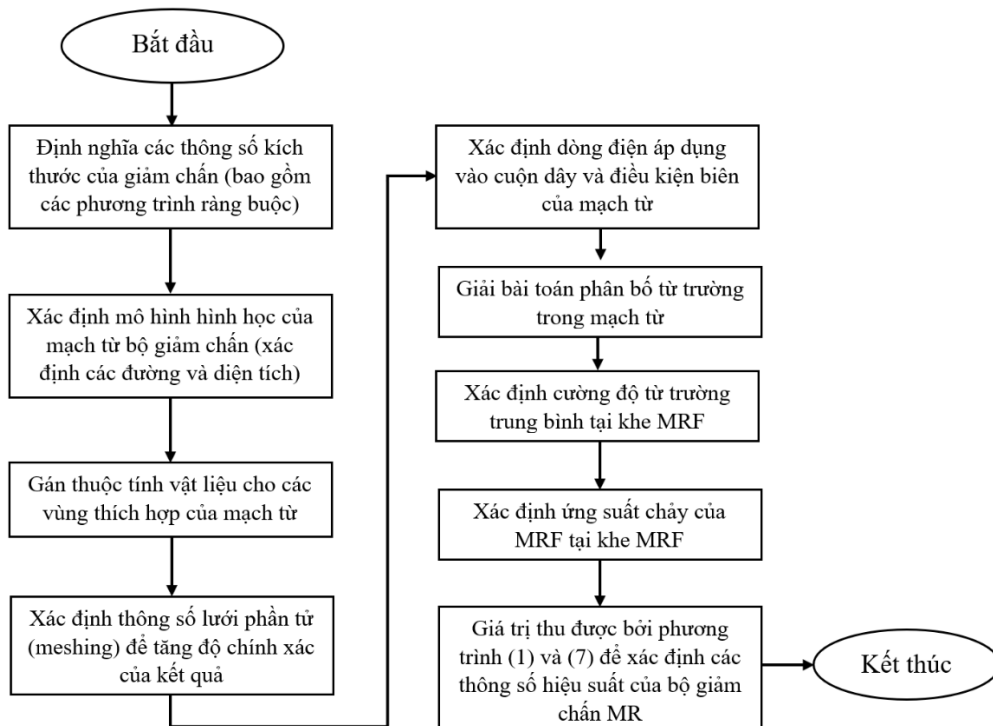 Bắt đầu
Định nghĩa các thông số kích
thước của giảm chấn (bao gồm
các phương trình ràng buộc)
Xác định mô hình hình học của
mạch từ bộ giảm chấn (xác
định các đường và diện tích)
Gán thuộc tính vật liệu cho các
vùng thích hợp của mạch từ
Xác định thông số lưới phần tử
(meshing) để tăng độ chính xác
của kết quả
Xác định dòng điện áp dụng
vào cuộn dây và điều kiện biên
của mạch từ
Giải bài toán phân bố từ trường
trong mạch từ
Xác định cường độ từ trường
trung bình tại khe MRF
Xác định ứng suất chảy của
MRF tại khe MRF
Giá trị thu được bởi phương
trình (1) và (7) để xác định các
thông số hiệu suất của bộ giảm
chấn MR
Kết thúc